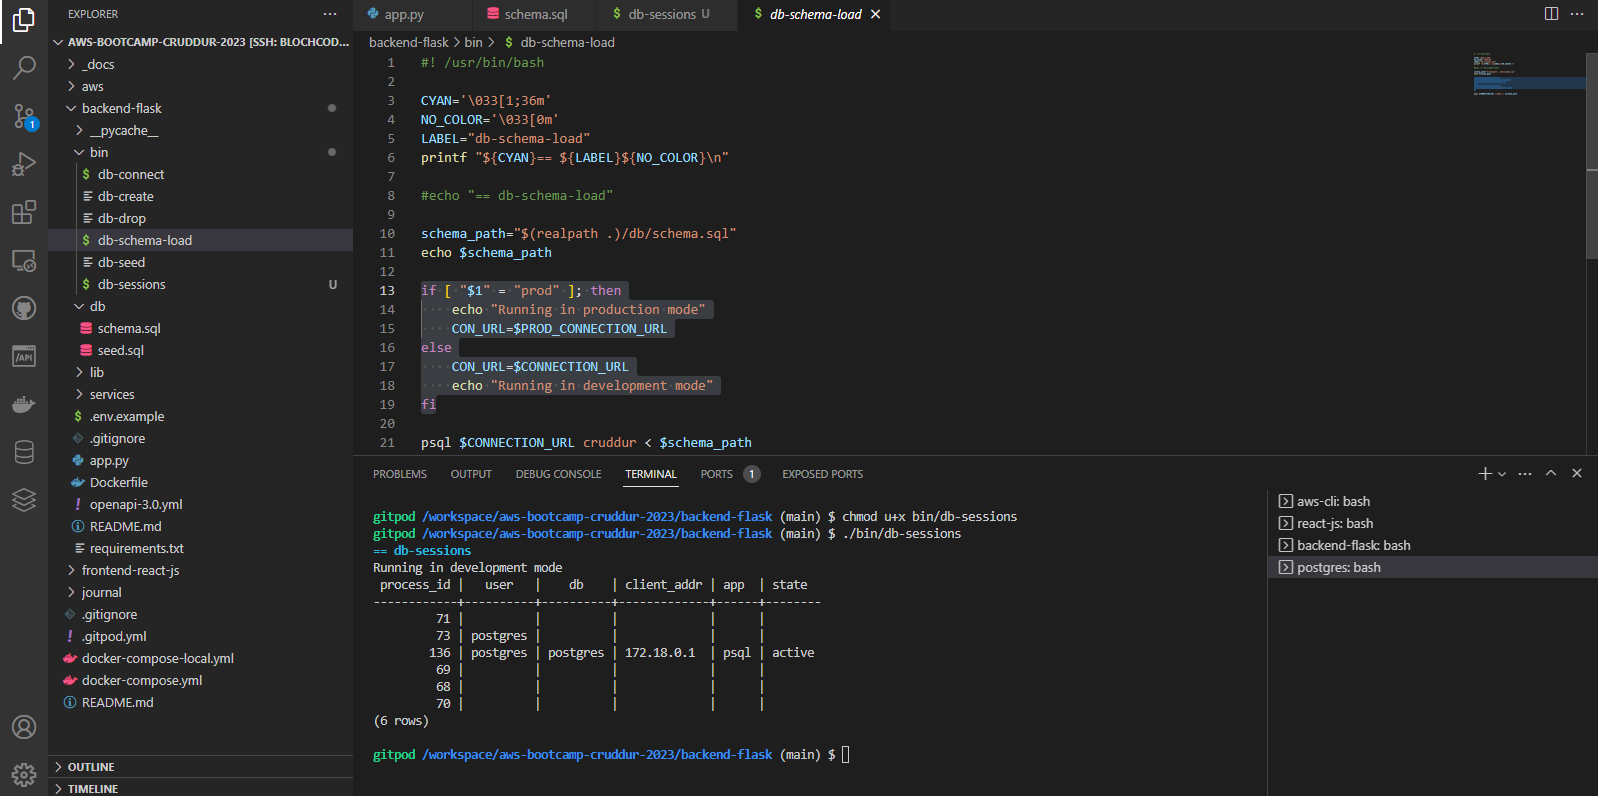 EXPLORER
AWS-BOOTCAMP-CRUDDUR-2023 [SSH: BLOCHCOD...
_docs
aws
backend-flask
__pycache__
bin
db-connect
db-create
db-drop
db-schema-load
db-seed
db-sessions U
db
schema.sql
seed.sql
lib
services
.env.example
.gitignore
app.py
Dockerfile
openapi-3.0.yml
README.md
requirements.txt
frontend-react-js
journal
.gitignore
.gitpod.yml
docker-compose-local.yml
docker-compose.yml
README.md
OUTLINE
TIMELINE
1
/API
app.py schema.sql db-sessions U db-schema-load
backend-flask > bin > $ db-schema-load
1 #! /usr/bin/bash
2
3 CYAN='\033[1;36m'
4 NO_COLOR='\033[0m'
5 LABEL="db-schema-load"
6 printf "${CYAN}== ${LABEL}${NO_COLOR}\n"
7
8 #echo "== db-schema-load"
9
10 schema_path="$(realpath .)/db/schema.sql"
11 echo $schema_path
12
13 if [ "$1" = "prod" ]; then
14 echo "Running in production mode"
15 CON_URL=$PROD_CONNECTION_URL
16 else
17 CON_URL=$CONNECTION_URL
18 echo "Running in development mode"
19 fi
20
21 psql $CONNECTION_URL cruddur < $schema_path
PROBLEMS OUTPUT DEBUG CONSOLE TERMINAL PORTS 1 EXPOSED PORTS
gitpod /workspace/aws-bootcamp-cruddur-2023/backend-flask (main) $ chmod u+x bin/db-sessions
gitpod /workspace/aws-bootcamp-cruddur-2023/backend-flask (main) $ ./bin/db-sessions
== db-sessions
Running in development mode
process_id | user | db | client_addr | app | state
------------+----------+----------+-------------+------+--------
71 | | | | |
73 | postgres | | | |
136 | postgres | postgres | 172.18.0.1 | psql | active
69 | | | | |
68 | | | | |
70 | | | | |
(6 rows)
gitpod /workspace/aws-bootcamp-cruddur-2023/backend-flask (main) $
aws-cli: bash
react-js: bash
backend-flask: bash
postgres: bash